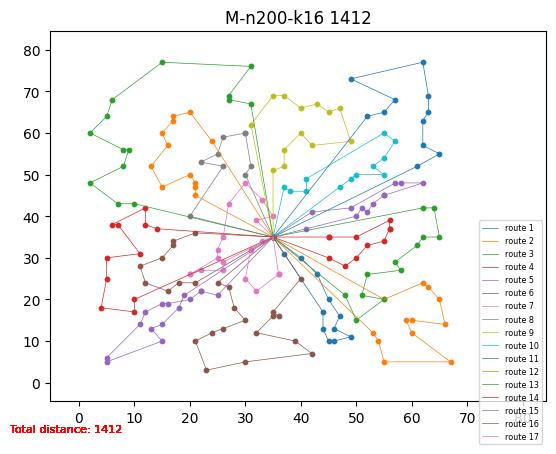 M-n200-k16 1412
80
70
60
50
40
30
20
10
0
0 10 20 30 40 50 60 70 80
route 1
route 2
route 3
route 4
route 5
route 6
route 7
route 8
route 9
route 10
route 11
route 12
route 13
route 14
route 15
route 16
route 17
Total distance: 1412